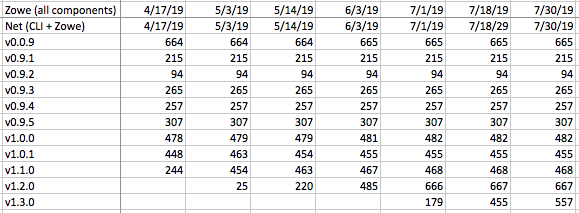 Zowe (all components) 4/17/19 5/3/19 5/14/19 6/3/19 7/1/19 7/18/19 7/30/19
Net (CLI + Zowe) 4/17/19 5/3/19 5/14/19 6/3/19 7/1/19 7/18/29 7/30/19
v0.0.9 664 664 664 665 665 665 665
v0.9.1 215 215 215 215 215 215 215
v0.9.2 94 94 94 94 94 94 94
v0.9.3 265 265 265 265 265 265 265
v0.9.4 257 257 257 257 257 257 257
v0.9.5 307 307 307 307 307 307 307
v1.0.0 478 479 479 481 482 482 482
v1.0.1 448 463 454 455 455 455 455
v1.1.0 244 454 463 467 468 468 468
v1.2.0 25 220 485 666 667 667
v1.3.0 179 455 557